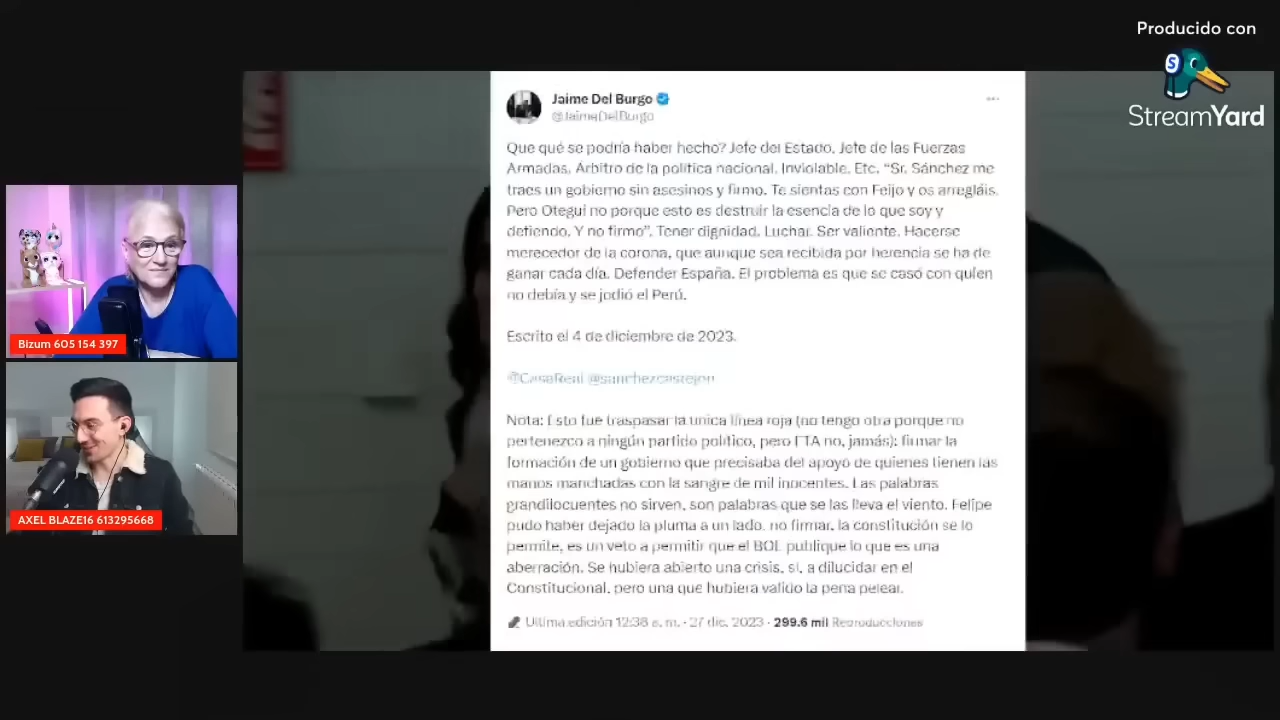 Producido con
StreamYard
Jaime Del Burgo
@JaimeDelBurgo
Que qué se podría haber hecho? Jefe del Estado. Jefe de las Fuerzas
Armadas. Árbitro de la política nacional. Inviolable. Etc. “Sr. Sánchez me
traes un gobierno sin asesinos y firmo. Te sientas con Feijo y os arregláis.
Pero Otegui no porque esto es destruir la esencia de lo que soy y
defiendo. Y no firmo”. Tener dignidad. Luchar. Ser valiente. Hacerse
merecedor de la corona, que aunque sea recibida por herencia se ha de
ganar cada día. Defender España. El problema es que se casó con quien
no debía y se jodió el Perú.
Escrito el 4 de diciembre de 2023.
@CasaReal @sanchezcastejon
Nota: Esto fue traspasar la unica línea roja (no tengo otra porque no
pertenezco a ningún partido político, pero ETA no, jamás): firmar la
formación de un gobierno que precisaba del apoyo de quienes tienen las
manos manchadas con la sangre de mil inocentes. Las palabras
grandilocuentes no sirven, son palabras que se las lleva el viento. Felipe
pudo haber dejado la pluma a un lado, no firmar, la constitución se lo
permite, es un veto a permitir que el BOE publique lo que es una
aberración. Se hubiera abierto una crisis, sí, a dilucidar en el
Constitucional, pero una que hubiera valido la pena pelear.
Última edición 12:38 a. m. · 27 dic. 2023 · 299.6 mil Reproducciones
Bizum 605 154 397
AXEL BLAZE16 613295668